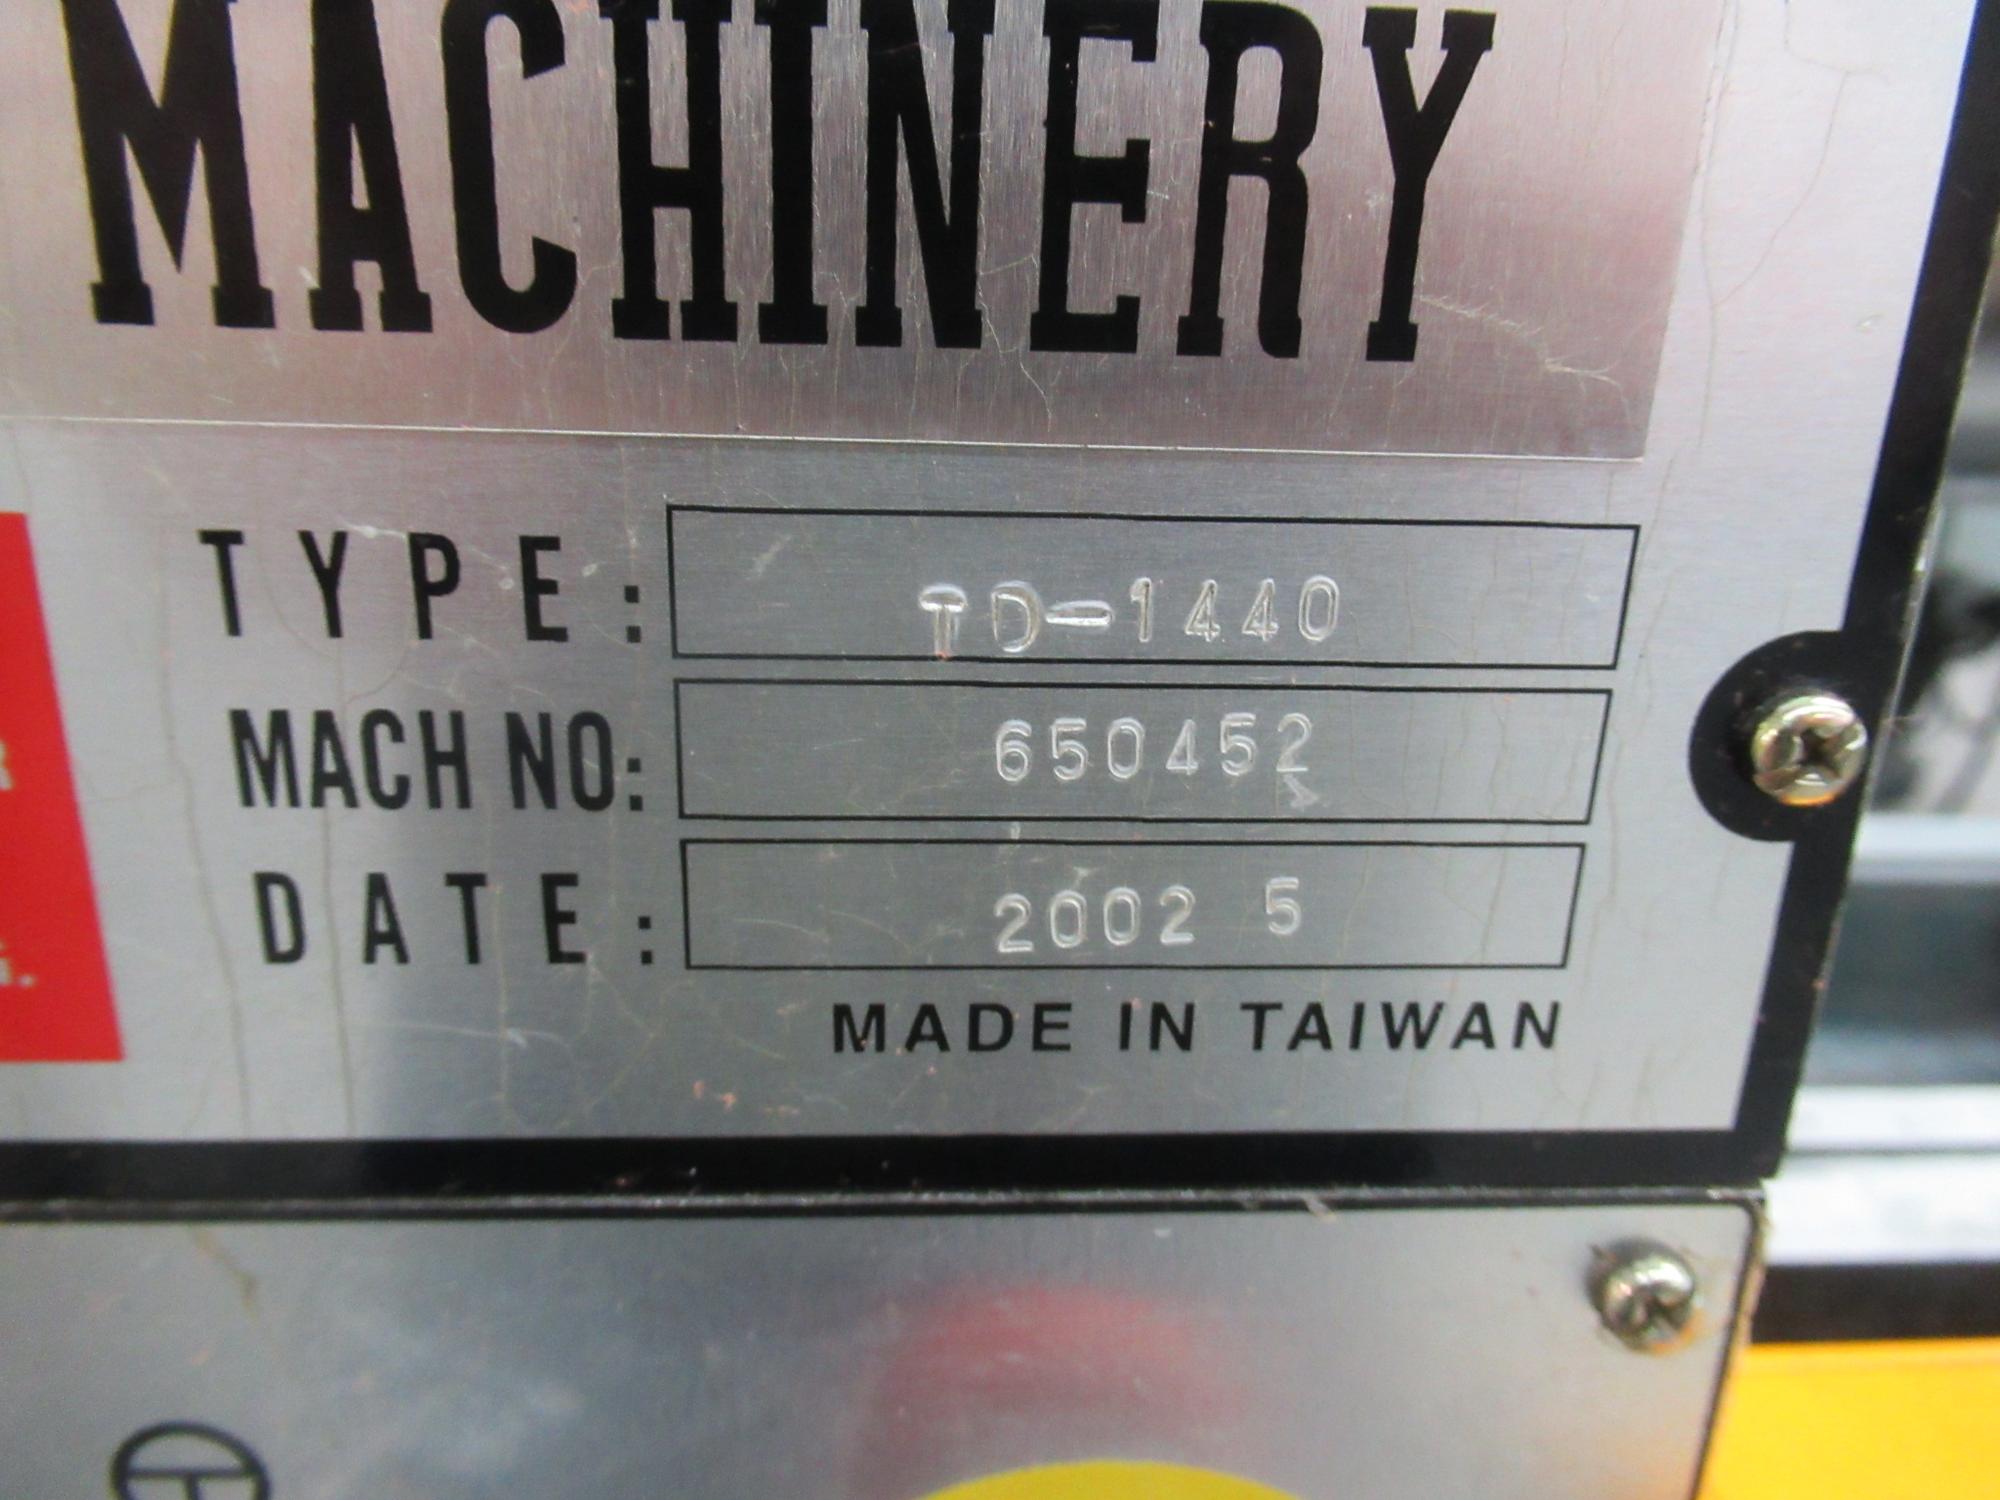 MACHINERY
TYPE: TD-1440
MACH NO: 650452
DATE: 2002 5
MADE IN TAIWAN